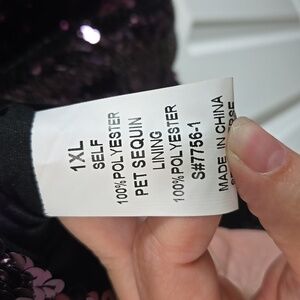 1XL
SELF
100%POLYESTER
PET SEQUIN
LINING
100%POLYESTER
S#7756-1
MADE IN CHINA